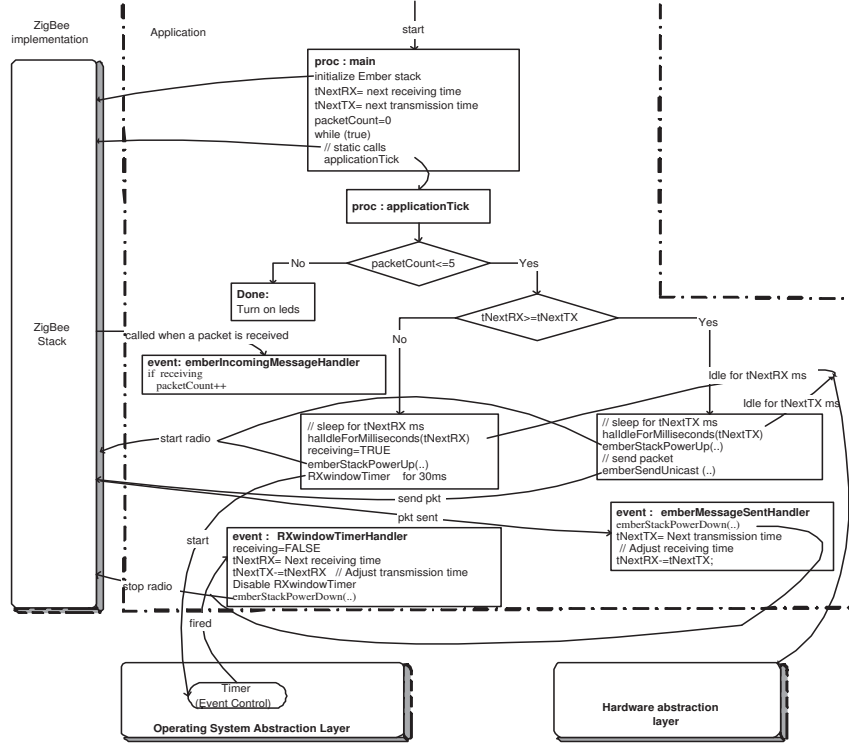 ZigBee
implementation
Application
start
proc : main
initialize Ember stack
tNextRX= next receiving time
tNextTX= next transmission time
packetCount=0
while (true)
// static calls
applicationTick
proc : applicationTick
packetCount<=5
No
Yes
Done:
Turn on leds
tNextRX>=tNextTX
No
Yes
ZigBee
Stack
called when a packet is received
event: emberIncomingMessageHandler
if receiving
packetCount++
Idle for tNextRX ms
Idle for tNextTX ms
// sleep for tNextRX ms
halIdleForMilliseconds(tNextRX)
receiving=TRUE
emberStackPowerUp(..)
RXwindowTimer for 30ms
// sleep for tNextTX ms
halIdleForMilliseconds(tNextTX)
emberStackPowerUp(..)
// send packet
emberSendUnicast (..)
start radio
send pkt
pkt sent
start
event : RXwindowTimerHandler
receiving=FALSE
tNextRX= Next receiving time
tNextTX-=tNextRX // Adjust transmission time
Disable RXwindowTimer
emberStackPowerDown(..)
event : emberMessageSentHandler
emberStackPowerDown(..)
tNextTX= Next transmission time
// Adjust receiving time
tNextRX-=tNextTX;
stop radio
fired
Timer
(Event Control)
Operating System Abstraction Layer
Hardware abstraction
layer